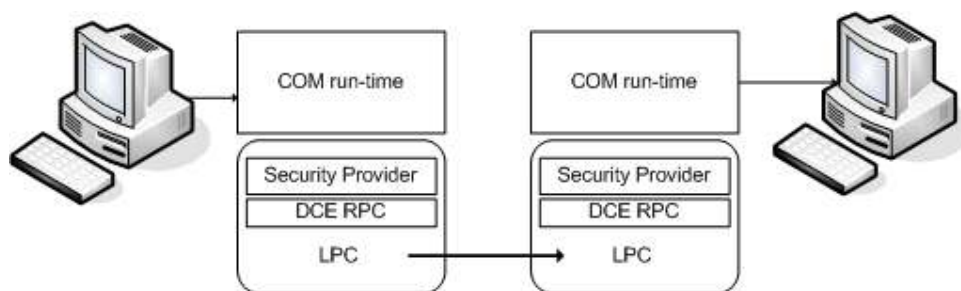 COM run-time
COM run-time
Security Provider
Security Provider
DCE RPC
DCE RPC
LPC
LPC